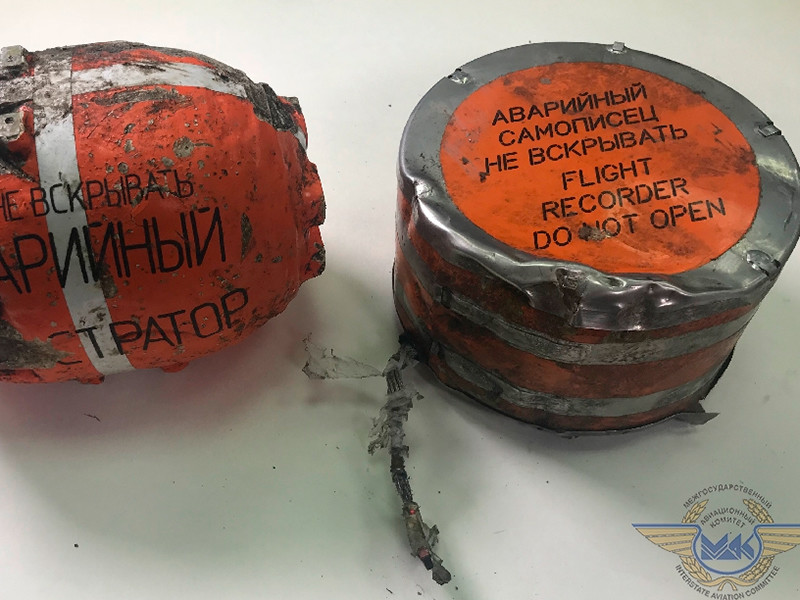 НЕ ВСКРЫВАТЬ
АРИЙНЫЙ
СТРАТОР
АВАРИЙНЫЙ
САМОПИСЕЦ
НЕ ВСКРЫВАТЬ
FLIGHT
RECORDER
DO NOT OPEN
МЕЖГОСУДАРСТВЕННЫЙ
АВИАЦИОННЫЙ
КОМИТЕТ
МАК
INTERSTATE AVIATION COMMITTEE